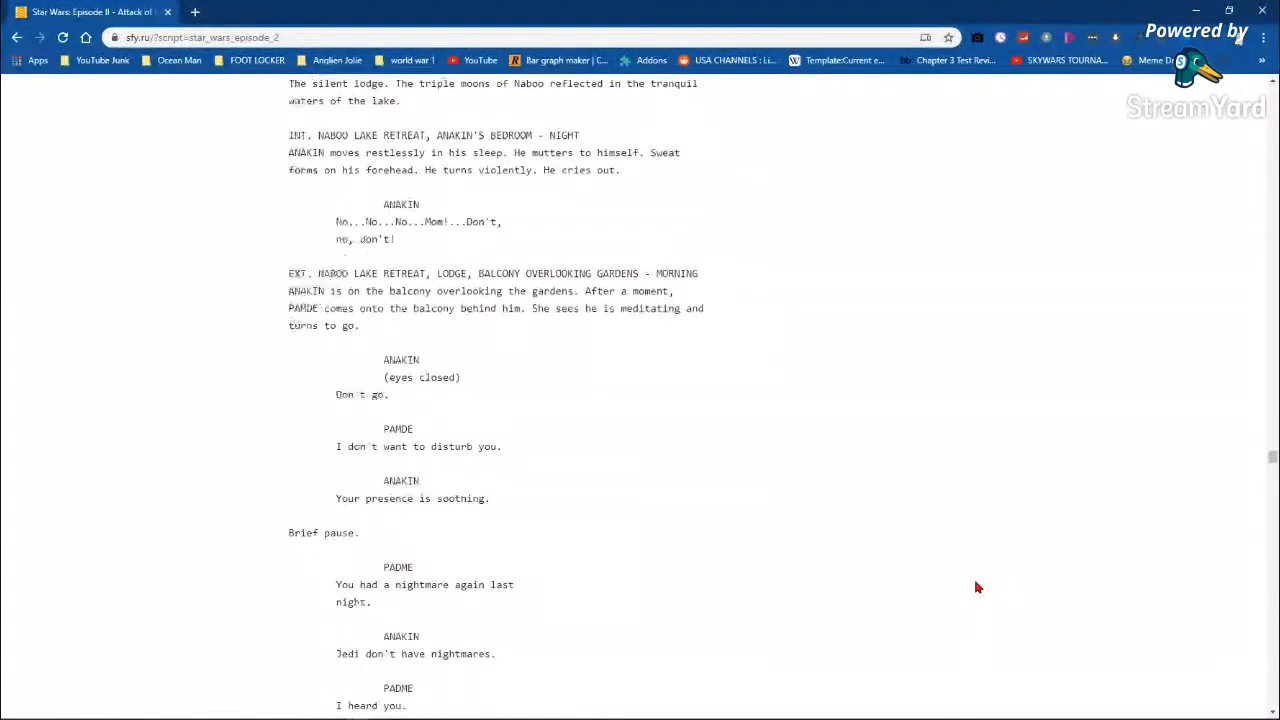 Star Wars: Episode II - Attack of
sfy.ru/?script=star_wars_episode_2
Powered by
StreamYard
Apps
YouTube Junk
Ocean Man
FOOT LOCKER
Anglien Jolie
world war 1
YouTube
Bar graph maker | C...
Addons
USA CHANNELS : Li...
Template:Current e...
Chapter 3 Test Revi...
SKYWARS TOURNA...
Meme De
The silent lodge. The triple moons of Naboo reflected in the tranquil
waters of the lake.
INT. NABOO LAKE RETREAT, ANAKIN'S BEDROOM - NIGHT
ANAKIN moves restlessly in his sleep. He mutters to himself. Sweat
forms on his forehead. He turns violently. He cries out.
ANAKIN
No...No...No...Mom!...Don't,
no, don't!
EXT. NABOO LAKE RETREAT, LODGE, BALCONY OVERLOOKING GARDENS - MORNING
ANAKIN is on the balcony overlooking the gardens. After a moment,
PAMDE comes onto the balcony behind him. She sees he is meditating and
turns to go.
ANAKIN
(eyes closed)
Don't go.
PAMDE
I don't want to disturb you.
ANAKIN
Your presence is soothing.
Brief pause.
PADME
You had a nightmare again last
night.
ANAKIN
Jedi don't have nightmares.
PADME
I heard you.